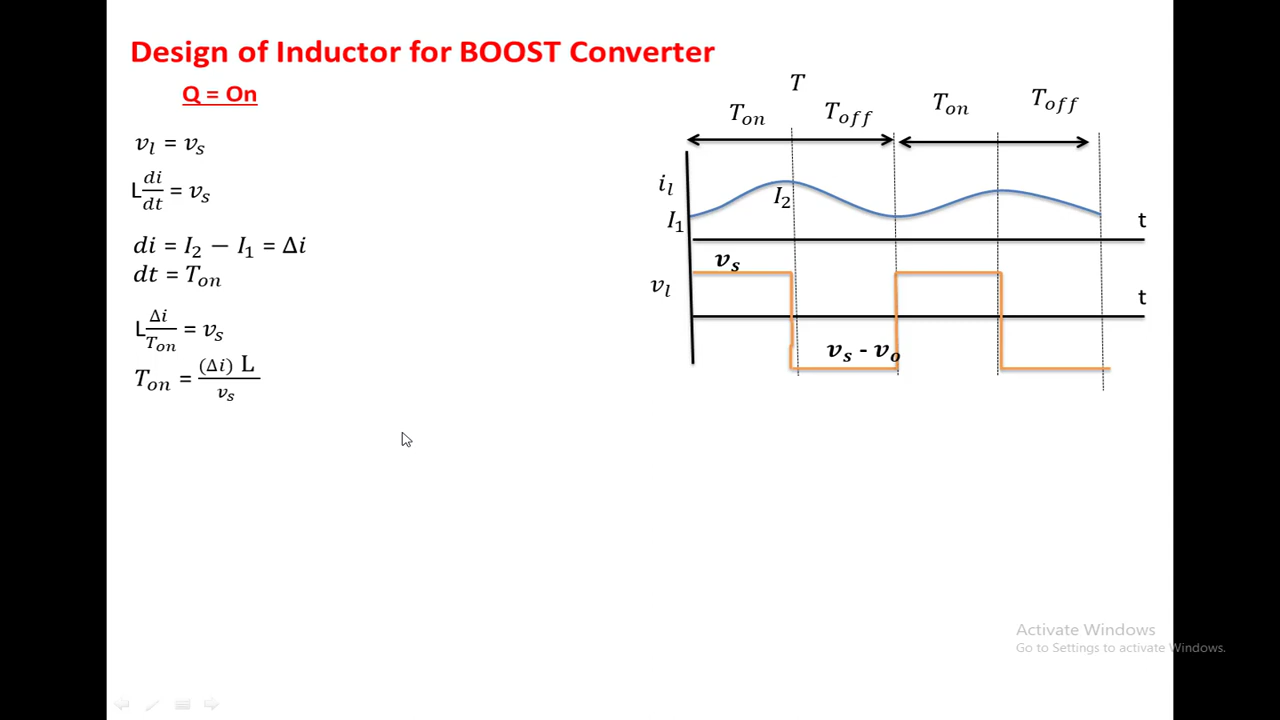 Design of Inductor for BOOST Converter
Q = On
v_l = v_s
L di/dt = v_s
di = I_2 − I_1 = Δi
dt = T_on
L Δi/T_on = v_s
T_on = (Δi) L / v_s
T
T_on T_off T_on T_off
i_l
I_2
I_1
t
v_s
v_l
t
v_s - v_o
Activate Windows
Go to Settings to activate Windows.